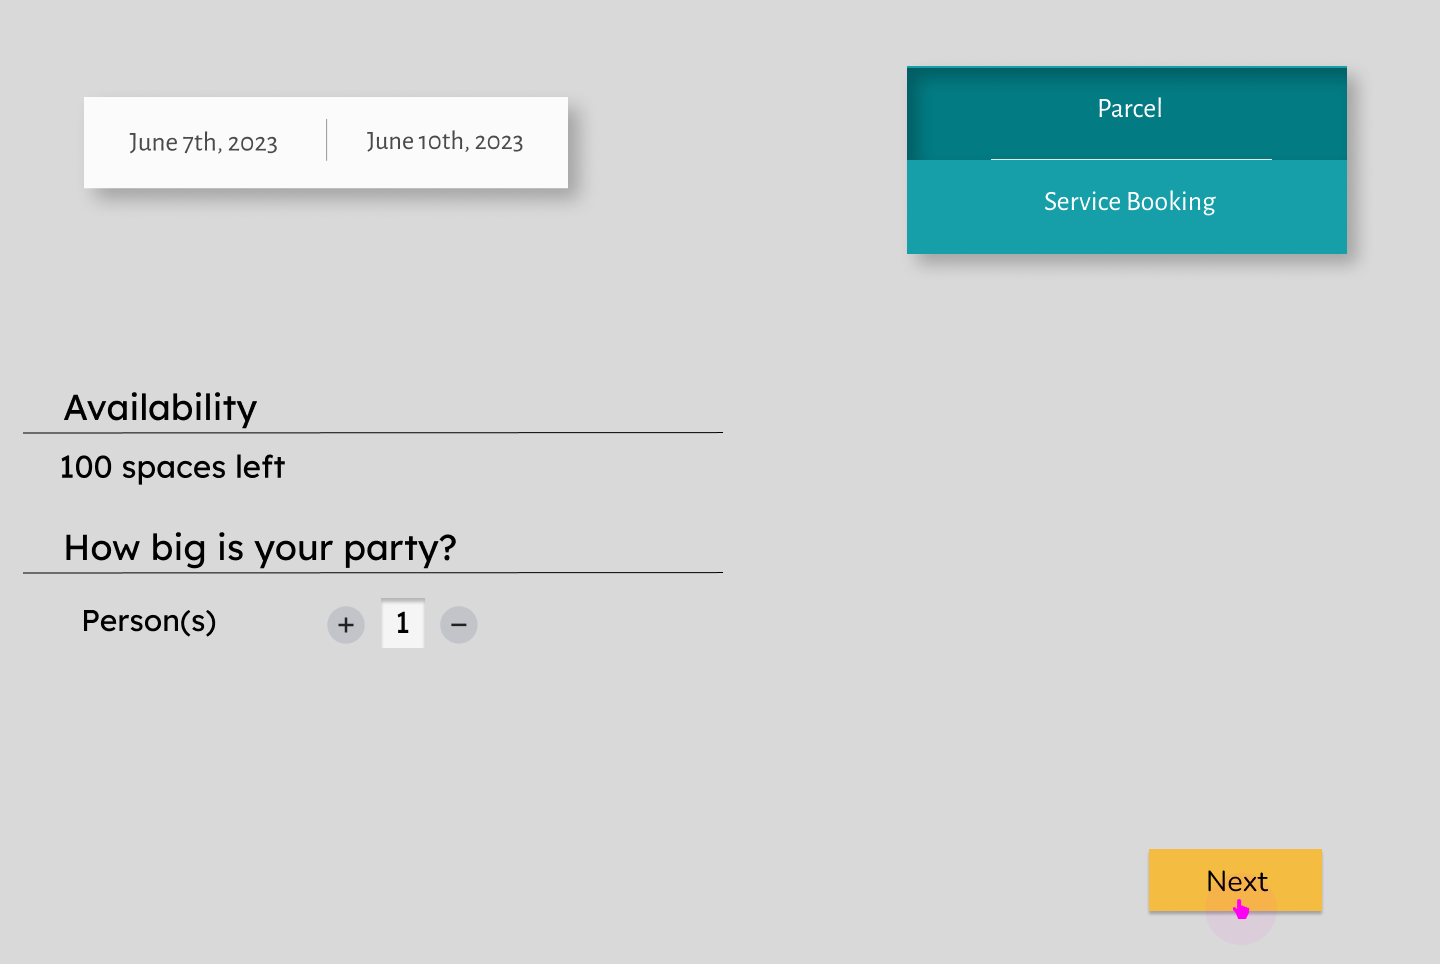 June 7th, 2023
June 10th, 2023
Parcel
Service Booking
Availability
100 spaces left
How big is your party?
Person(s)
+ 1 −
Next